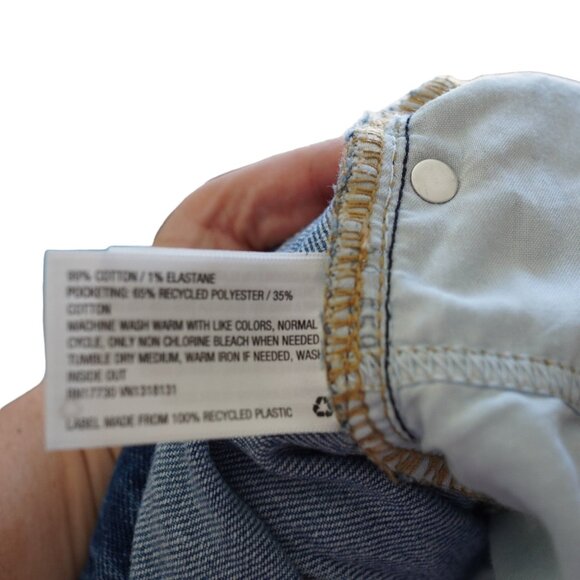 99% COTTON / 1% ELASTANE
POCKETING: 65% RECYCLED POLYESTER / 35%
COTTON
MACHINE WASH WARM WITH LIKE COLORS, NORMAL
CYCLE, ONLY NON CHLORINE BLEACH WHEN NEEDED
TUMBLE DRY MEDIUM, WARM IRON IF NEEDED, WASH
INSIDE OUT
LABEL MADE FROM 100% RECYCLED PLASTIC